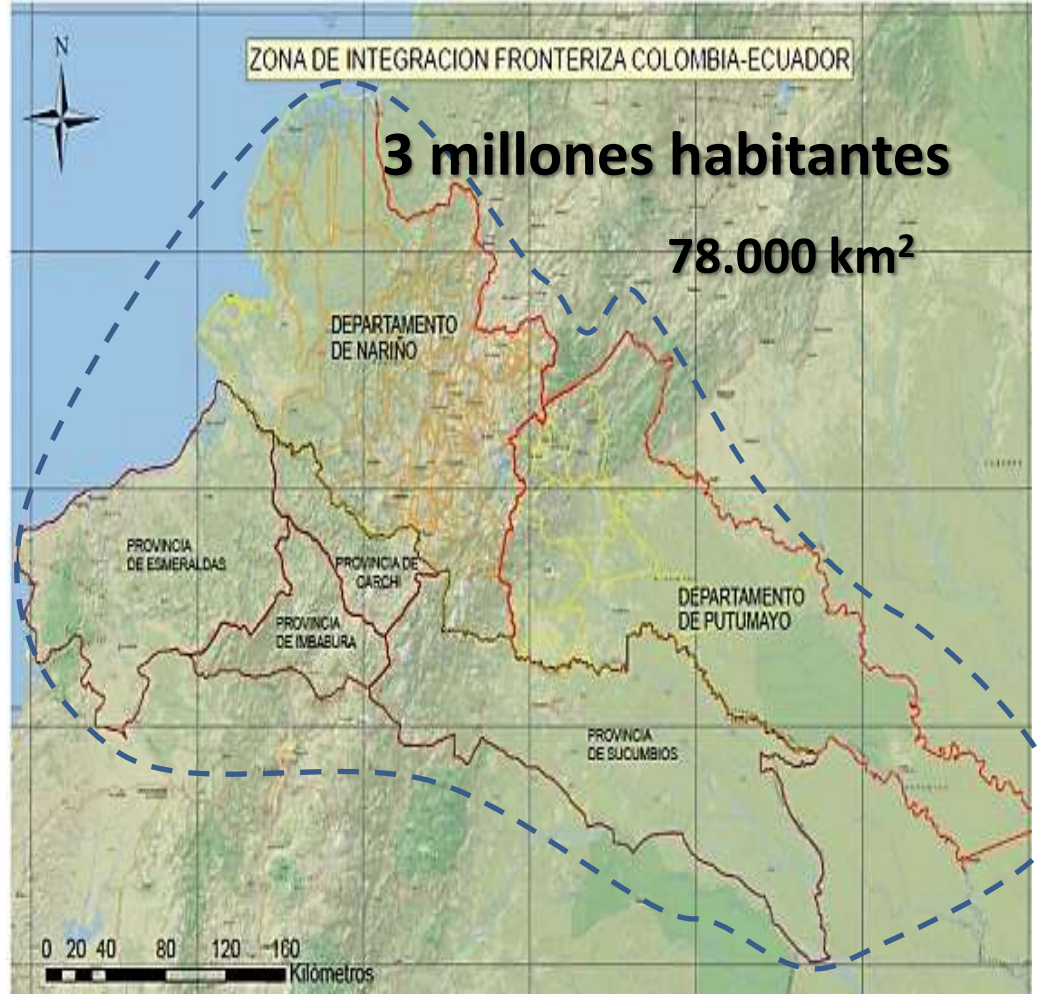 N
ZONA DE INTEGRACION FRONTERIZA COLOMBIA-ECUADOR
3 millones habitantes
78.000 km²
DEPARTAMENTO
DE NARIÑO
PROVINCIA
DE ESMERALDAS
PROVINCIA DE
CARCHI
PROVINCIA
DE IMBABURA
DEPARTAMENTO
DE PUTUMAYO
PROVINCIA
DE SUCUMBIOS
0 20 40 80 120 160
Kilómetros